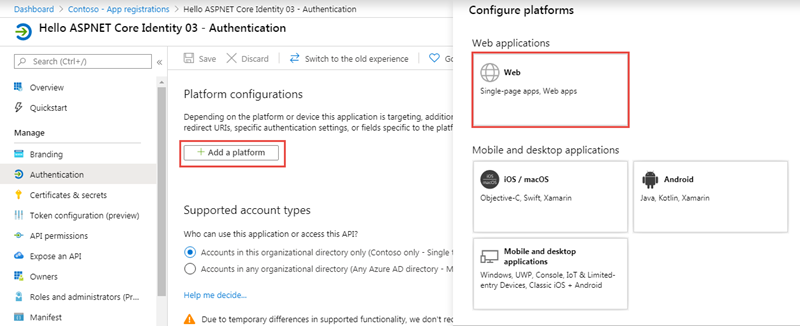 Dashboard > Contoso - App registrations > Hello ASPNET Core Identity 03 - Authentication
Hello ASPNET Core Identity 03 - Authentication
Search (Ctrl+/)
«
Overview
Quickstart
Manage
Branding
Authentication
Certificates & secrets
Token configuration (preview)
API permissions
Expose an API
Owners
Roles and administrators (Pr...
Manifest
Save
Discard
Switch to the old experience
Go
Platform configurations
Depending on the platform or device this application is targeting, addition
redirect URIs, specific authentication settings, or fields specific to the platf
+ Add a platform
Supported account types
Who can use this application or access this API?
Accounts in this organizational directory only (Contoso only - Single t
Accounts in any organizational directory (Any Azure AD directory - M
Help me decide...
Due to temporary differences in supported functionality, we don't rec
Configure platforms
Web applications
Web
Single-page apps, Web apps
Mobile and desktop applications
iOS / macOS
Objective-C, Swift, Xamarin
Android
Java, Kotlin, Xamarin
Mobile and desktop
applications
Windows, UWP, Console, IoT & Limited-
entry Devices, Classic iOS + Android